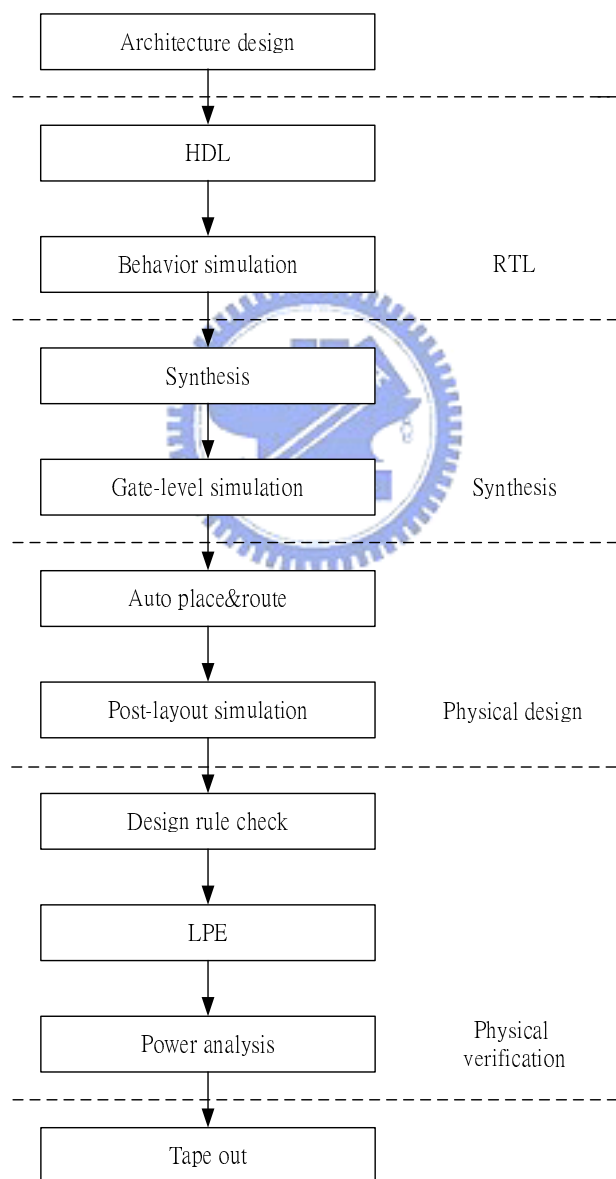 Architecture design
HDL
Behavior simulation
RTL
Synthesis
Gate-level simulation
Synthesis
Auto place&route
Post-layout simulation
Physical design
Design rule check
LPE
Power analysis
Physical
verification
Tape out